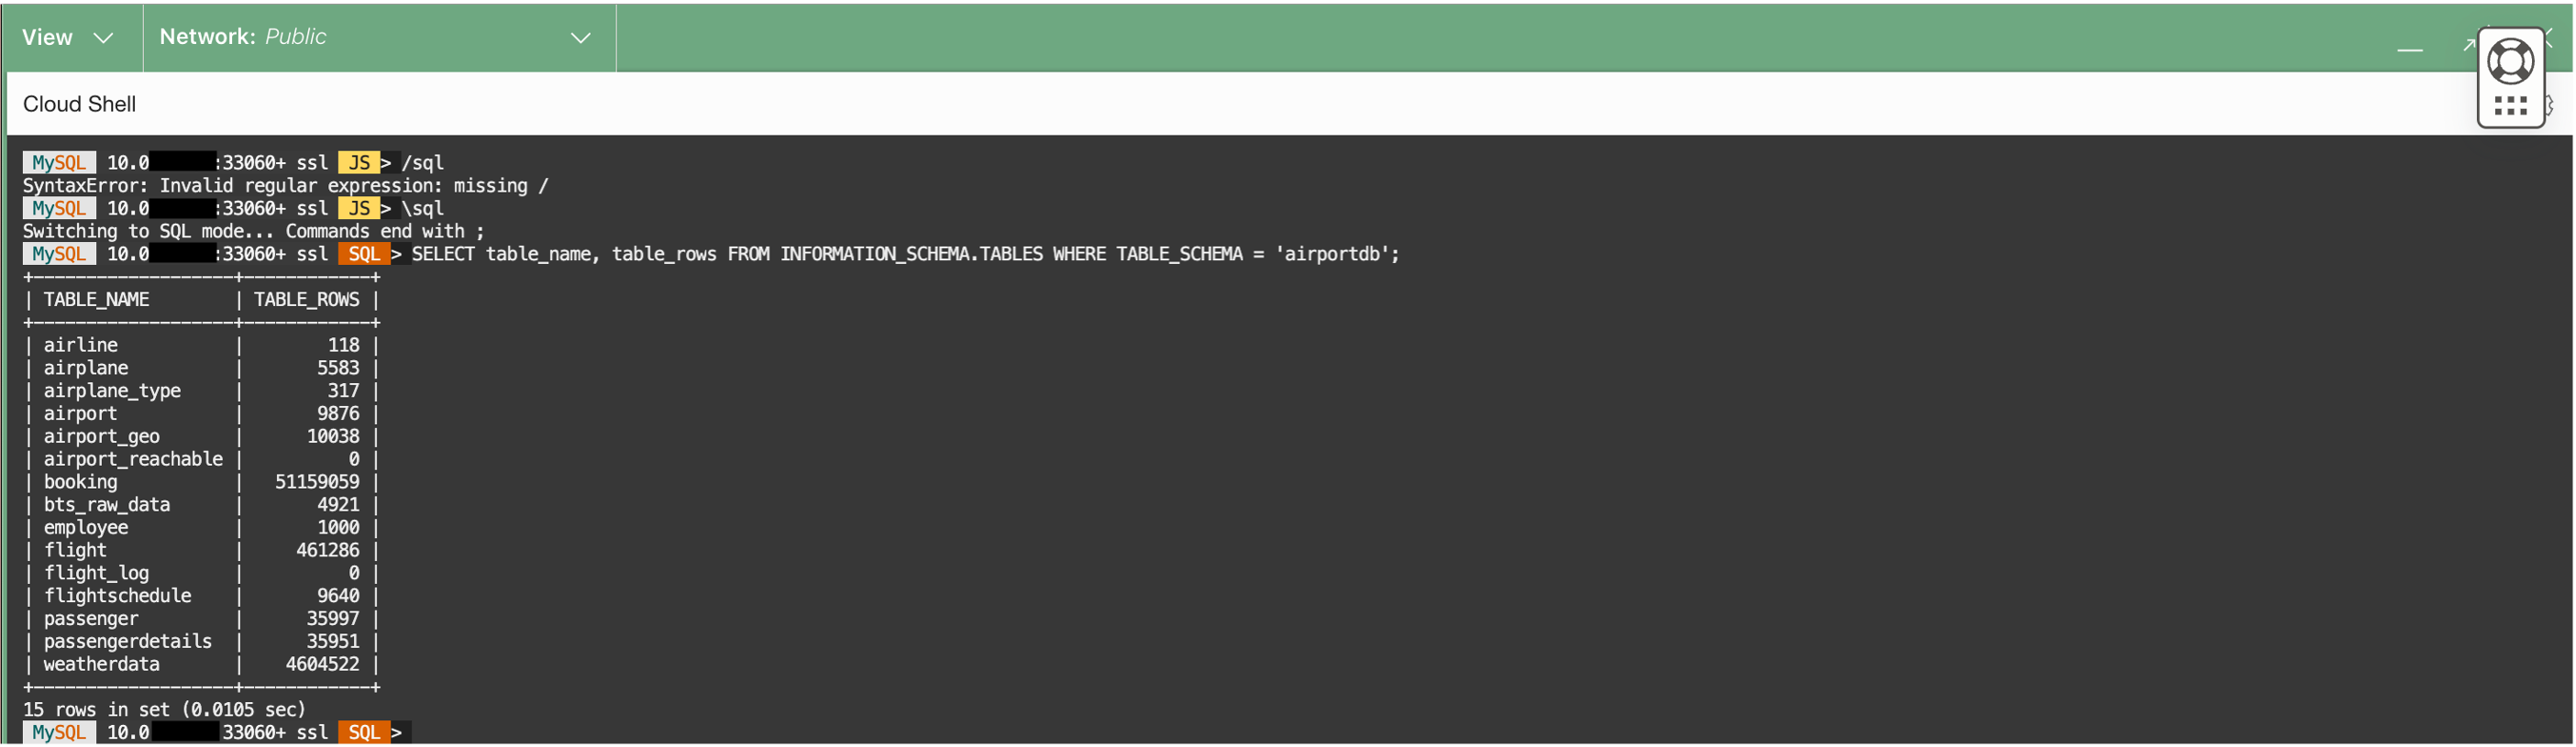 View Network: Public
Cloud Shell
MySQL 10.0 :33060+ ssl JS > /sql
SyntaxError: Invalid regular expression: missing /
MySQL 10.0 :33060+ ssl JS > \sql
Switching to SQL mode... Commands end with ;
MySQL 10.0 :33060+ ssl SQL > SELECT table_name, table_rows FROM INFORMATION_SCHEMA.TABLES WHERE TABLE_SCHEMA = 'airportdb';
+-------------------+------------+
| TABLE_NAME        | TABLE_ROWS |
+-------------------+------------+
| airline           |        118 |
| airplane          |       5583 |
| airplane_type     |        317 |
| airport           |       9876 |
| airport_geo       |      10038 |
| airport_reachable |          0 |
| booking           |   51159059 |
| bts_raw_data      |       4921 |
| employee          |       1000 |
| flight            |     461286 |
| flight_log        |          0 |
| flightschedule    |       9640 |
| passenger         |      35997 |
| passengerdetails  |      35951 |
| weatherdata       |    4604522 |
+-------------------+------------+
15 rows in set (0.0105 sec)
MySQL 10.0 33060+ ssl SQL >